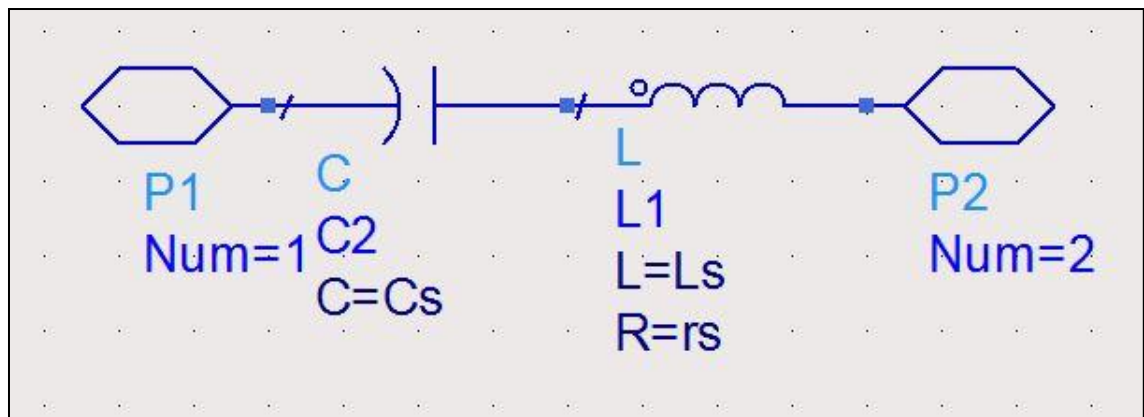 P1
Num=1
C
C2
C=Cs
L
L1
L=Ls
R=rs
P2
Num=2